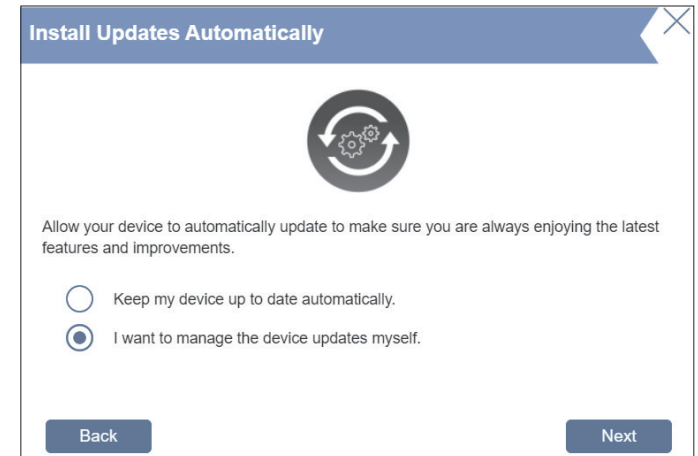 Install Updates Automatically
Allow your device to automatically update to make sure you are always enjoying the latest
features and improvements.
Keep my device up to date automatically.
I want to manage the device updates myself.
Back
Next